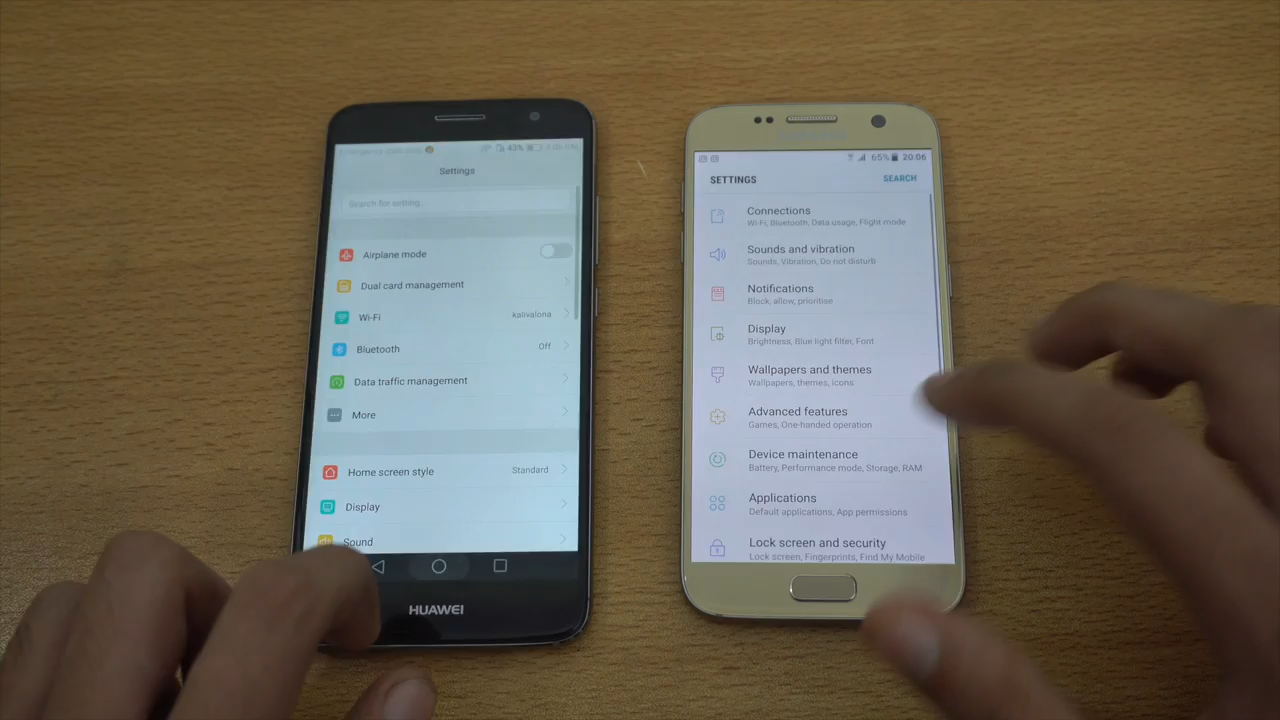 43%
Settings
Search for setting...
Airplane mode
Dual card management
Wi-Fi kalivalona
Bluetooth Off
Data traffic management
More
Home screen style Standard
Display
Sound
HUAWEI
65% 20:06
SETTINGS SEARCH
Connections
Wi-Fi, Bluetooth, Data usage, Flight mode
Sounds and vibration
Sounds, Vibration, Do not disturb
Notifications
Block, allow, prioritise
Display
Brightness, Blue light filter, Font
Wallpapers and themes
Wallpapers, themes, icons
Advanced features
Games, One-handed operation
Device maintenance
Battery, Performance mode, Storage, RAM
Applications
Default applications, App permissions
Lock screen and security
Lock screen, Fingerprints, Find My Mobile